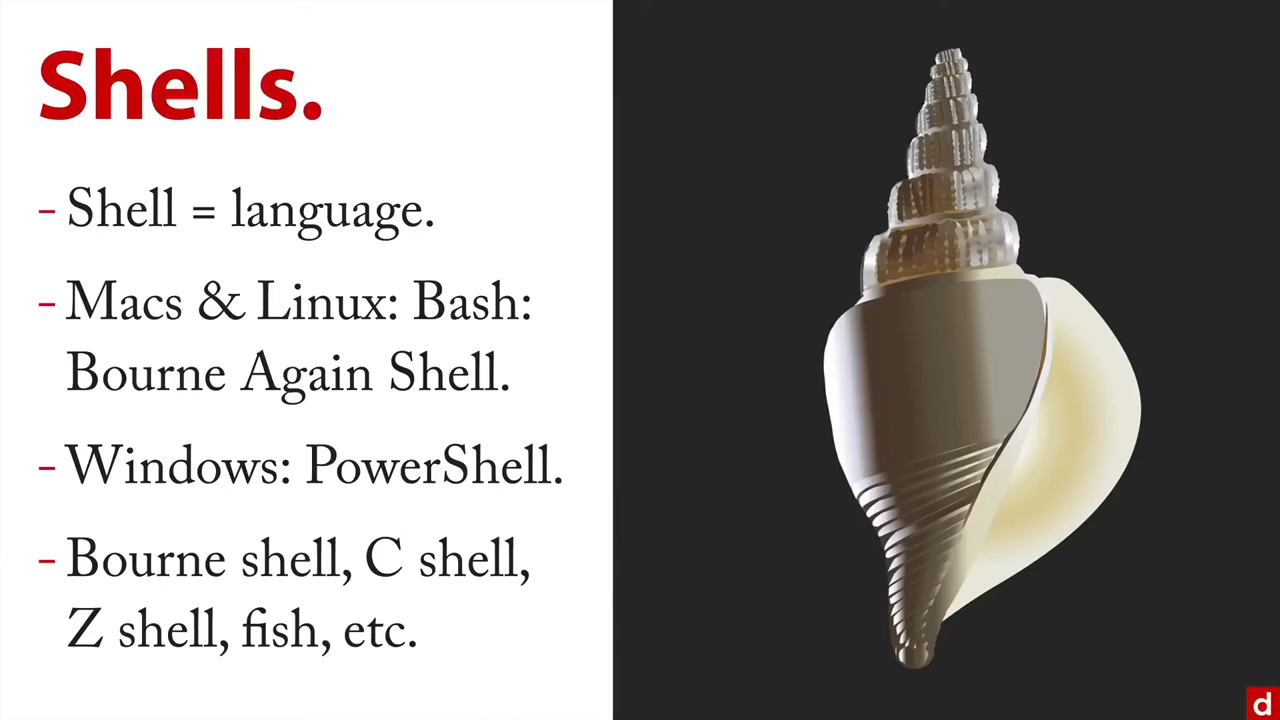 Shells.
– Shell = language.
– Macs & Linux: Bash:
Bourne Again Shell.
– Windows: PowerShell.
– Bourne shell, C shell,
Z shell, fish, etc.
d